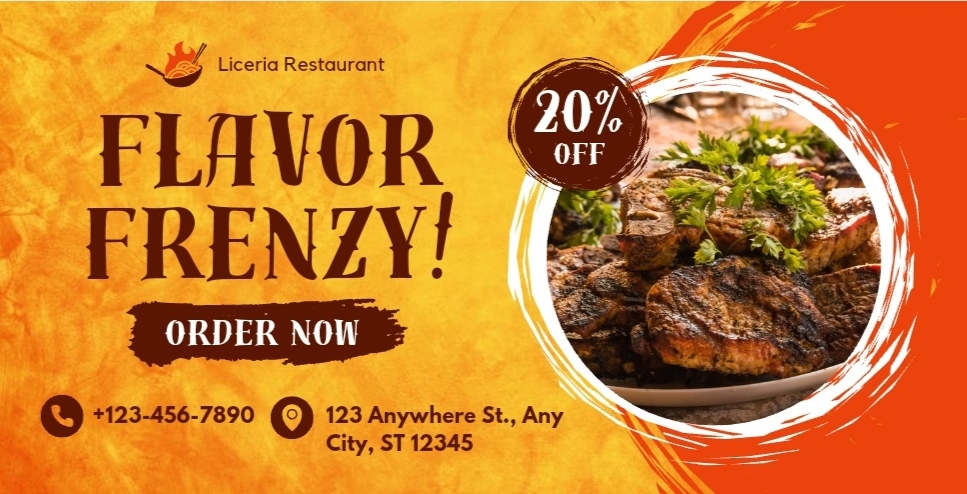 Liceria Restaurant
FLAVOR
FRENZY!
20%
OFF
ORDER NOW
+123-456-7890
123 Anywhere St., Any
City, ST 12345